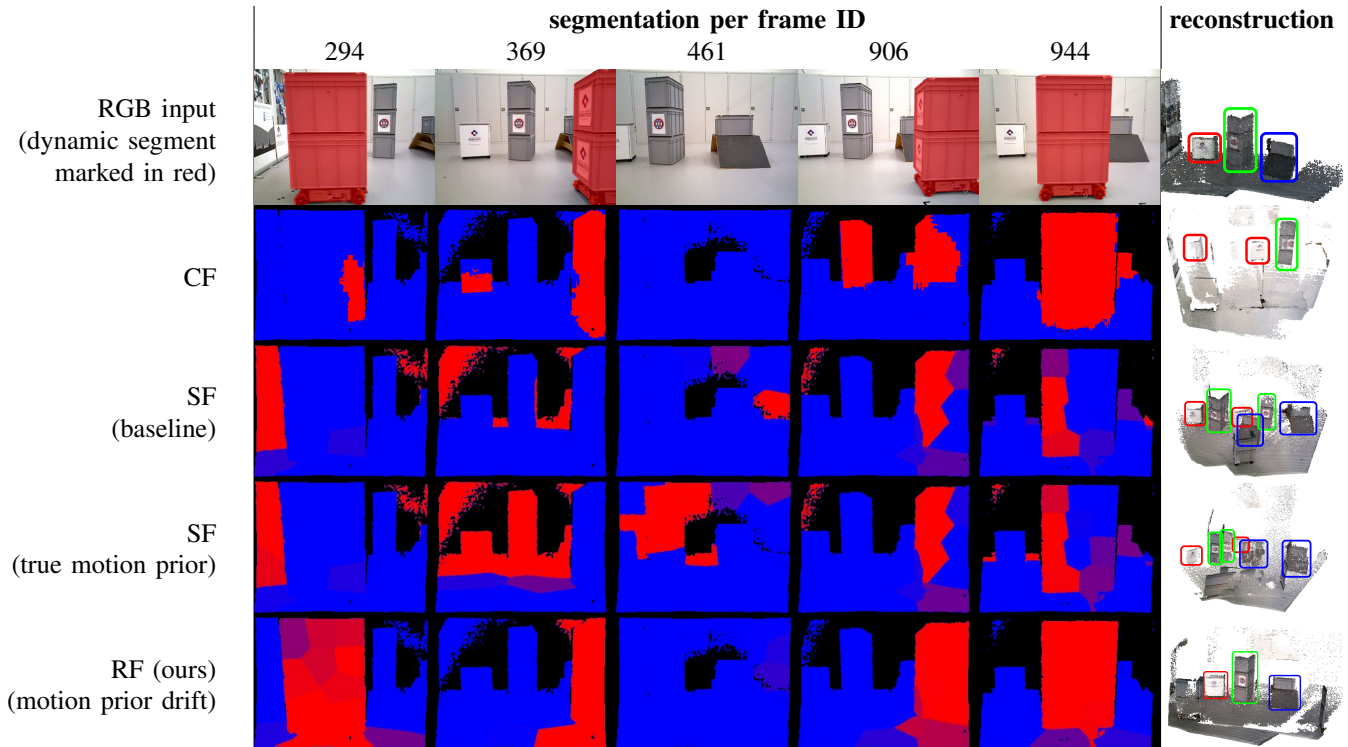 segmentation per frame ID
reconstruction
294 369 461 906 944
RGB input
(dynamic segment
marked in red)
CF
SF
(baseline)
SF
(true motion prior)
RF (ours)
(motion prior drift)